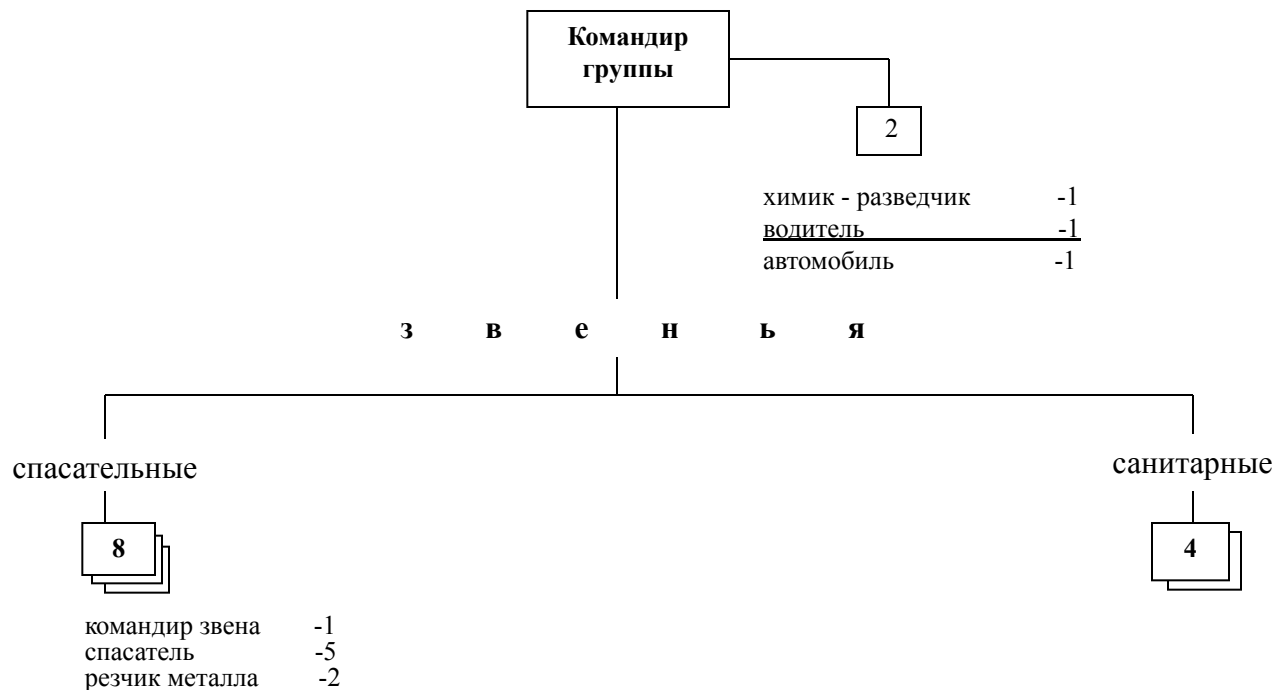 Командир
группы
2
химик - разведчик -1
водитель -1
автомобиль -1
з в е н ь я
спасательные
санитарные
8
4
командир звена -1
спасатель -5
резчик металла -2